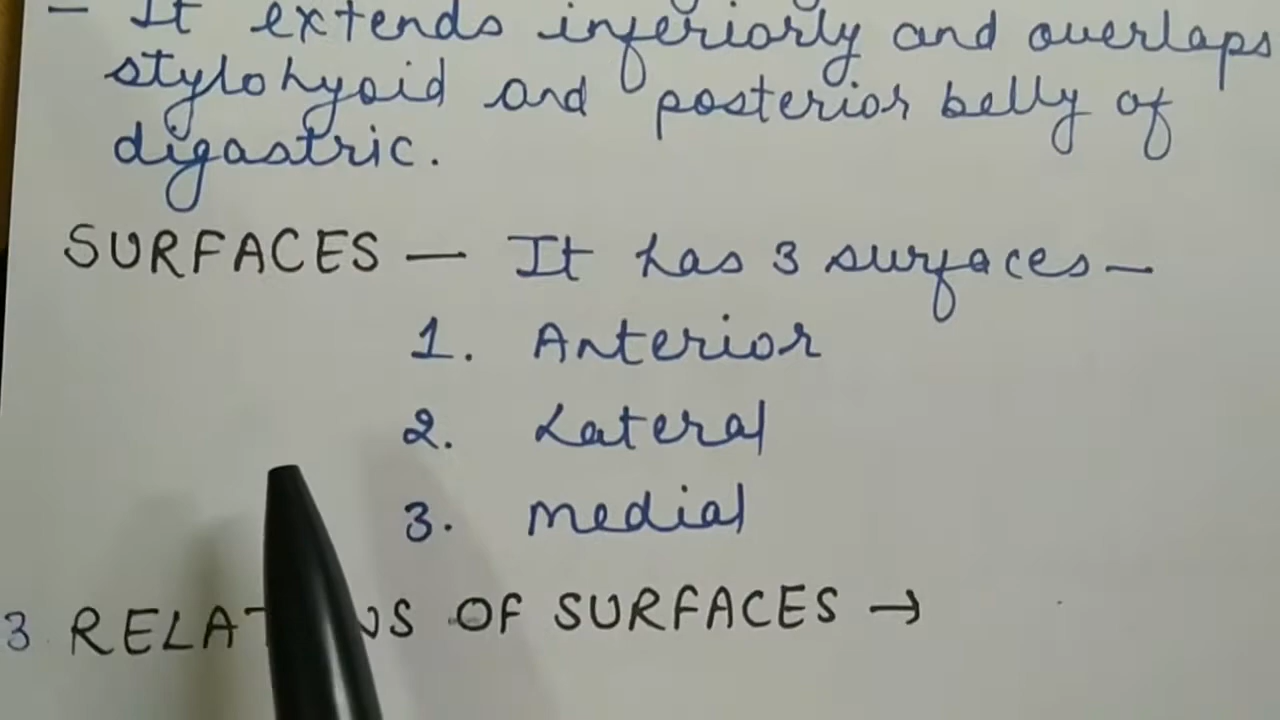 - It extends inferiorly and overlaps
stylohyoid and posterior belly of
digastric.
SURFACES — It has 3 surfaces —
1. Anterior
2. Lateral
3. medial
3 OF SURFACES →